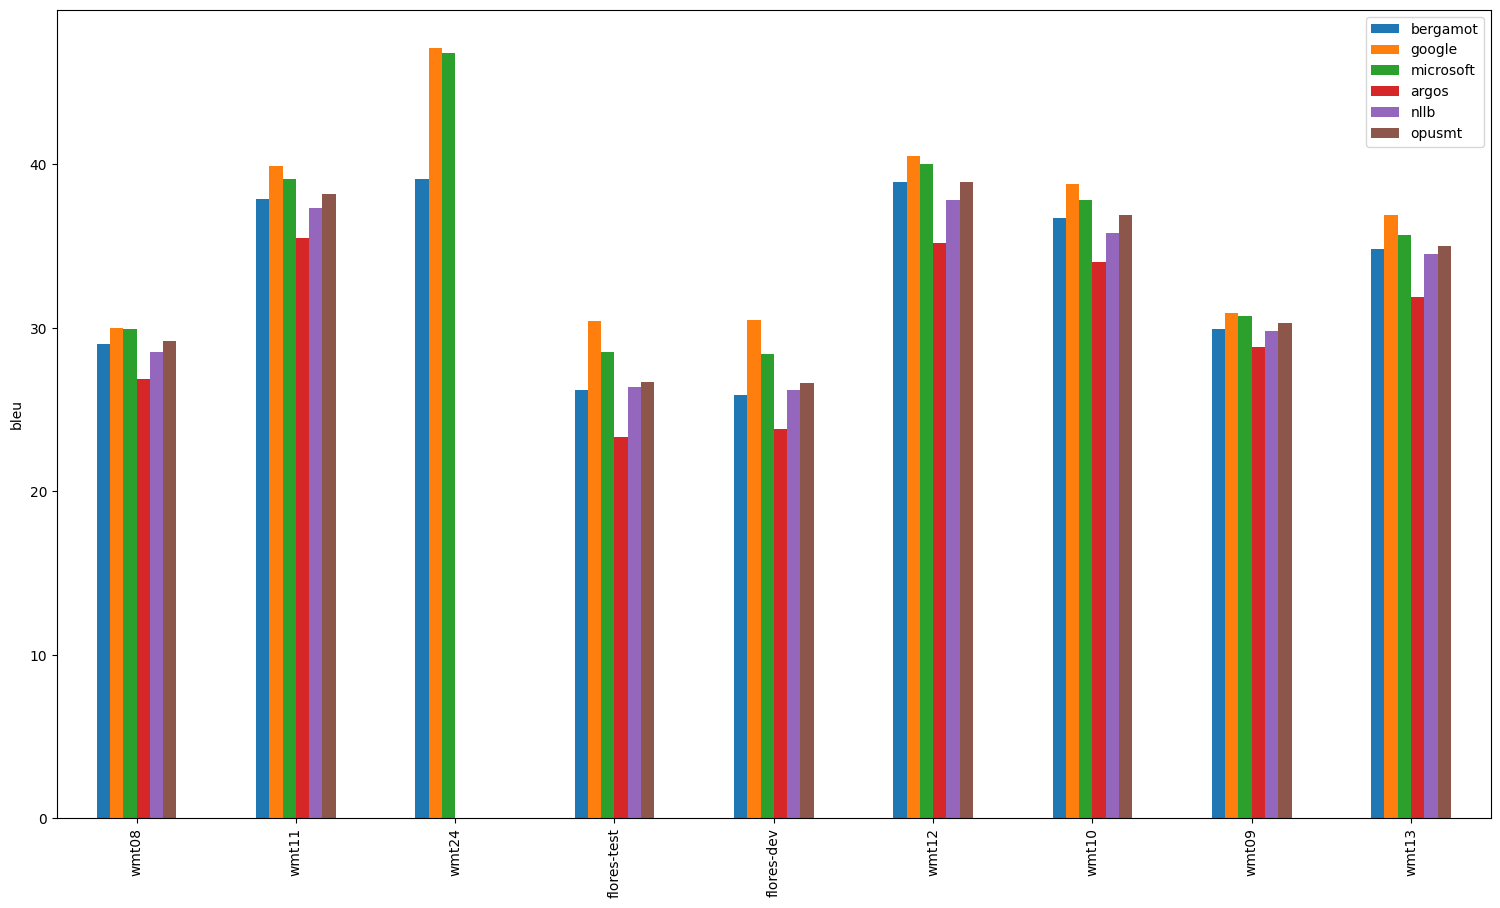 bergamot
google
microsoft
argos
nllb
opusmt
bleu
40
30
20
10
0
wmt08
wmt11
wmt24
flores-test
flores-dev
wmt12
wmt10
wmt09
wmt13